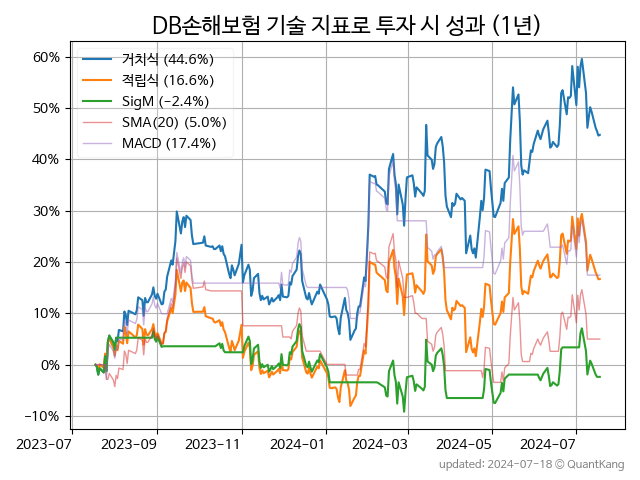 DB손해보험 기술 지표로 투자 시 성과 (1년)
60%
50%
40%
30%
20%
10%
0%
−10%
거치식 (44.6%)
적립식 (16.6%)
SigM (−2.4%)
SMA(20) (5.0%)
MACD (17.4%)
2023-07 2023-09 2023-11 2024-01 2024-03 2024-05 2024-07
updated: 2024-07-18 © QuantKang